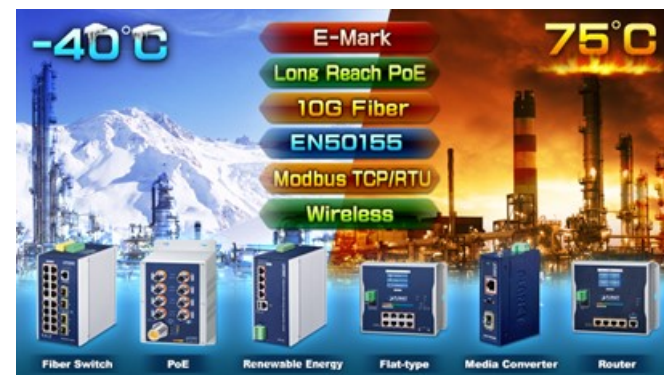 -40°C
75°C
E-Mark
Long Reach PoE
10G Fiber
EN50155
Modbus TCP/RTU
Wireless
PLANET
Fiber Switch
PoE
Renewable Energy
Flat-type
Media Converter
Router